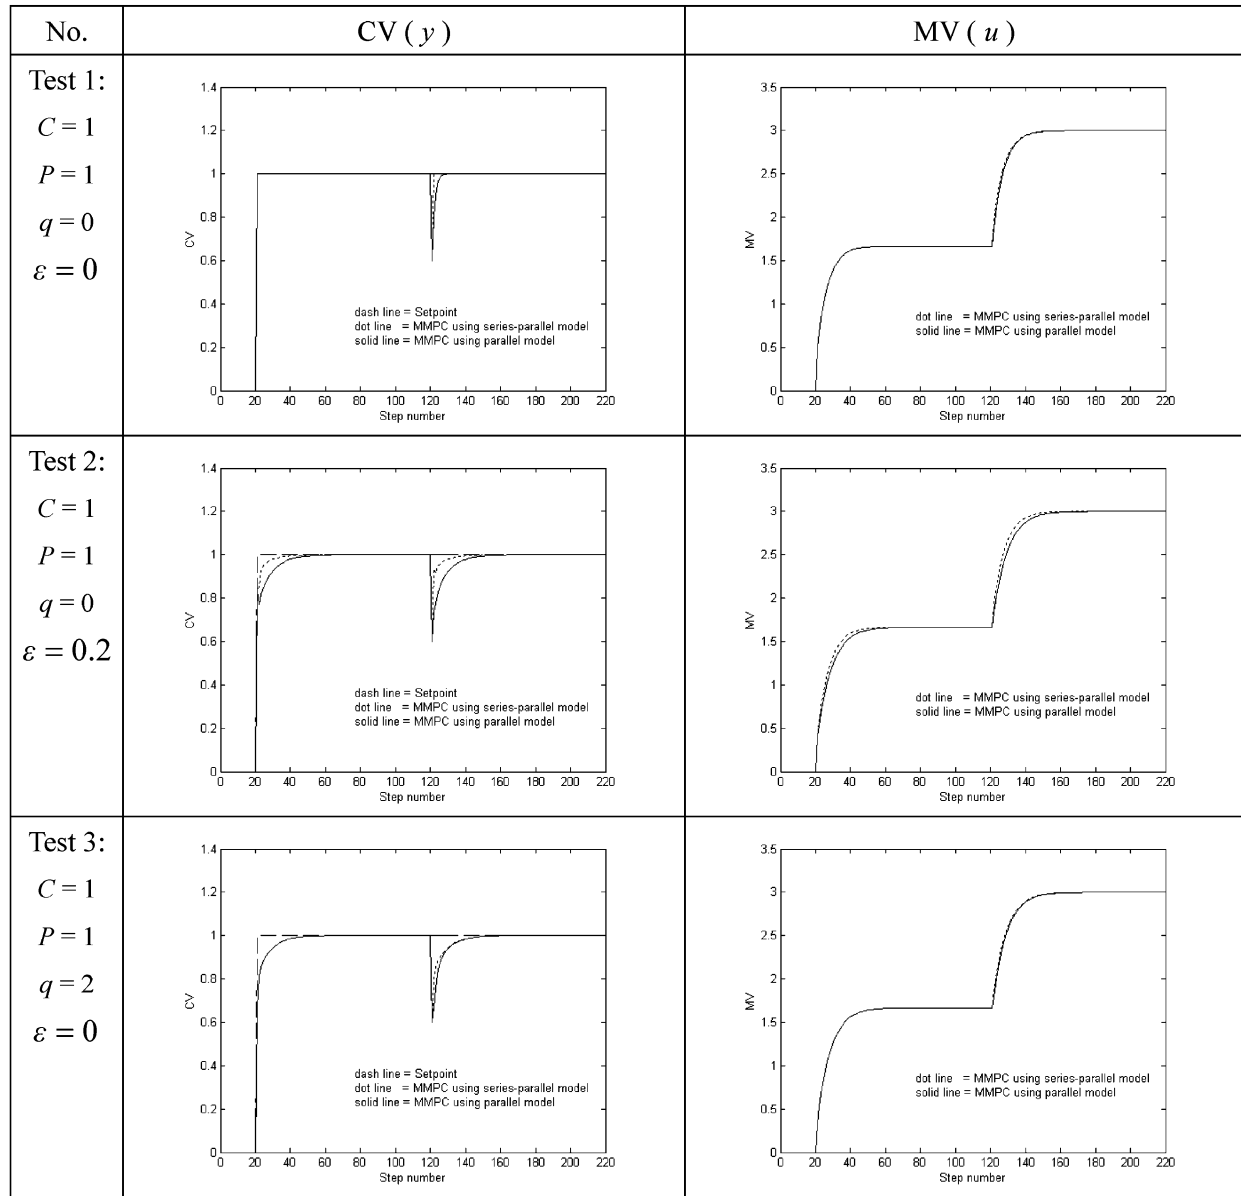 No.
CV ( y )
MV ( u )
Test 1:
C = 1
P = 1
q = 0
ε = 0
1.4
1.2
1
0.8
0.6
0.4
0.2
0
CV
dash line = Setpoint
dot line = MMPC using series-parallel model
solid line = MMPC using parallel model
0 20 40 60 80 100 120 140 160 180 200 220
Step number
3.5
3
2.5
2
1.5
1
0.5
0
MV
dot line = MMPC using series-parallel model
solid line = MMPC using parallel model
0 20 40 60 80 100 120 140 160 180 200 220
Step number
Test 2:
C = 1
P = 1
q = 0
ε = 0.2
1.4
1.2
1
0.8
0.6
0.4
0.2
0
CV
dash line = Setpoint
dot line = MMPC using series-parallel model
solid line = MMPC using parallel model
0 20 40 60 80 100 120 140 160 180 200 220
Step number
3.5
3
2.5
2
1.5
1
0.5
0
MV
dot line = MMPC using series-parallel model
solid line = MMPC using parallel model
0 20 40 60 80 100 120 140 160 180 200 220
Step number
Test 3:
C = 1
P = 1
q = 2
ε = 0
1.4
1.2
1
0.8
0.6
0.4
0.2
0
CV
dash line = Setpoint
dot line = MMPC using series-parallel model
solid line = MMPC using parallel model
0 20 40 60 80 100 120 140 160 180 200 220
Step number
3.5
3
2.5
2
1.5
1
0.5
0
MV
dot line = MMPC using series-parallel model
solid line = MMPC using parallel model
0 20 40 60 80 100 120 140 160 180 200 220
Step number